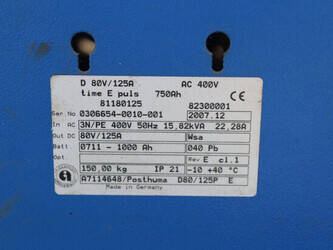 D 80V/125A AC 400V
time E puls 750Ah
81180125 82300001
Ser.No 0306654-0010-001 2007.12
In AC 3N/PE 400V 50Hz 15,82kVA 22,28A
Out DC 80V/125A Wsa
Batt. 0711 - 1000 Ah 040 Pb
Opt. Rev E cl.1
150,00 kg IP 21 -10 +40 °C
A7114648/Posthuma D80/125P E
Made in Germany